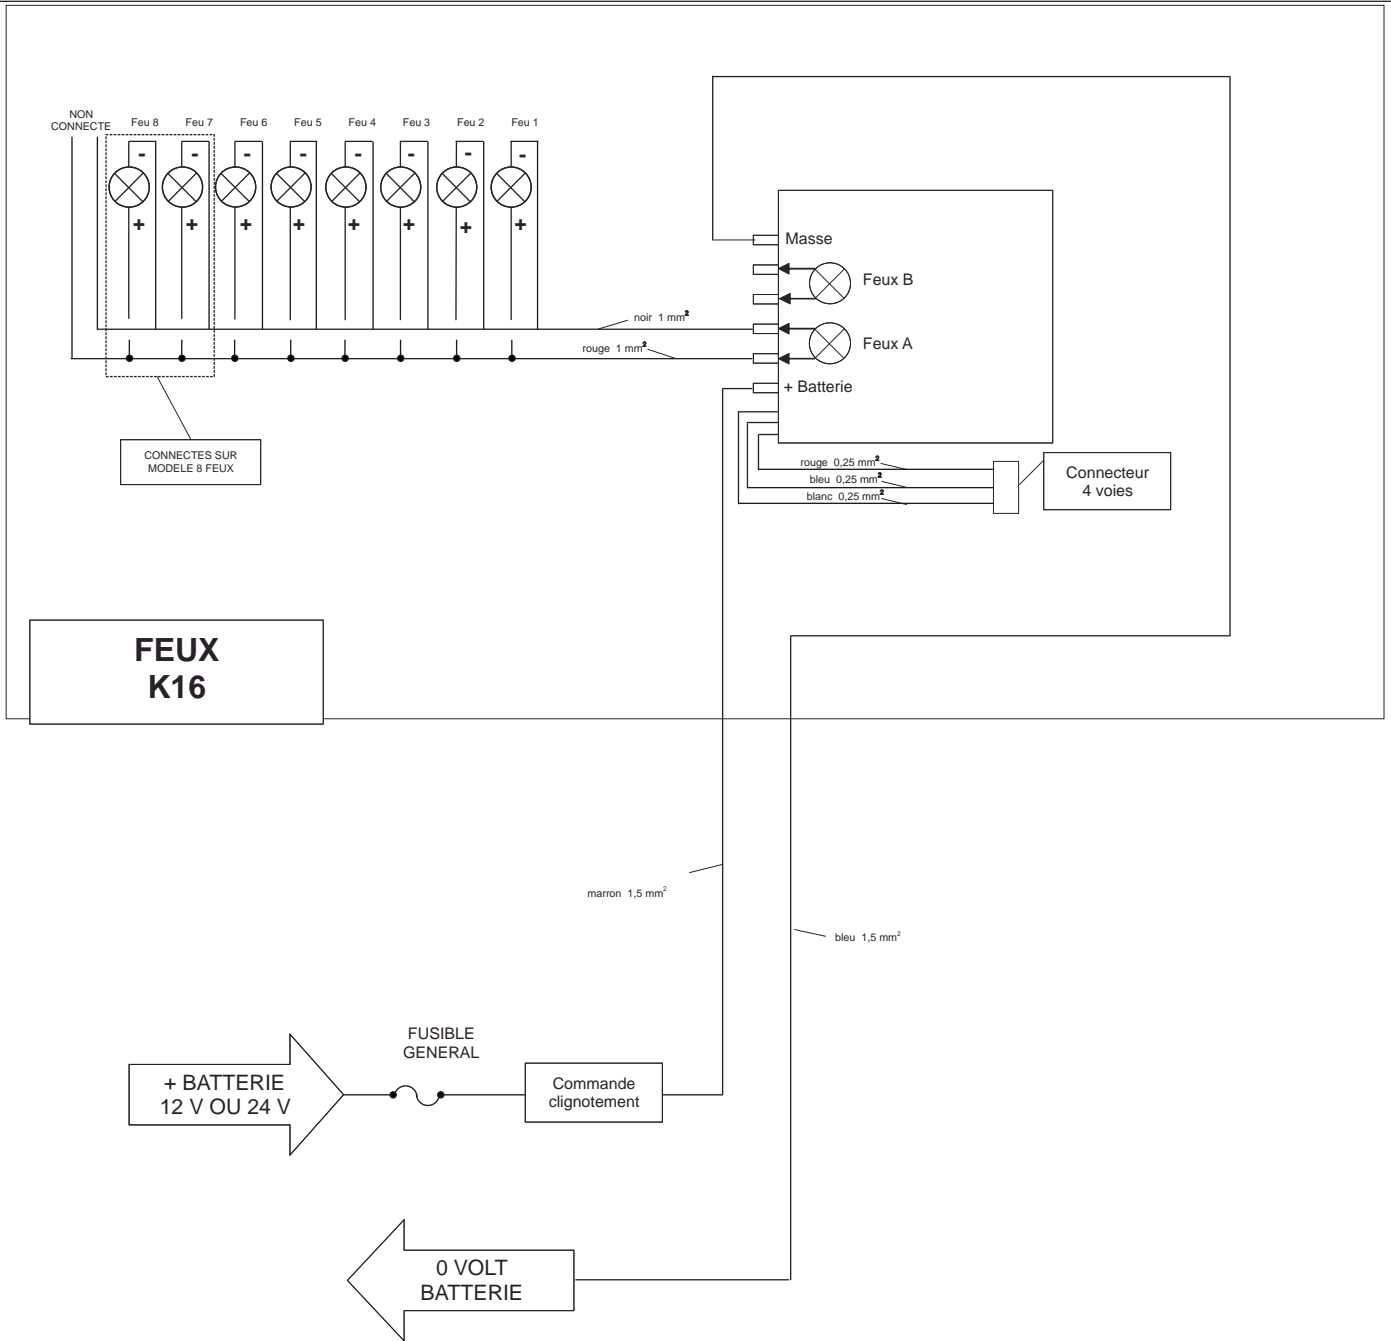 NON
CONNECTE
Feu 8
Feu 7
Feu 6
Feu 5
Feu 4
Feu 3
Feu 2
Feu 1
- - - - - - - -
+ + + + + + + +
Masse
Feux B
noir 1 mm²
Feux A
rouge 1 mm²
+ Batterie
CONNECTES SUR
MODELE 8 FEUX
rouge 0,25 mm²
bleu 0,25 mm²
blanc 0,25 mm²
Connecteur
4 voies
FEUX
K16
marron 1,5 mm²
bleu 1,5 mm²
FUSIBLE
GENERAL
+ BATTERIE
12 V OU 24 V
Commande
clignotement
0 VOLT
BATTERIE